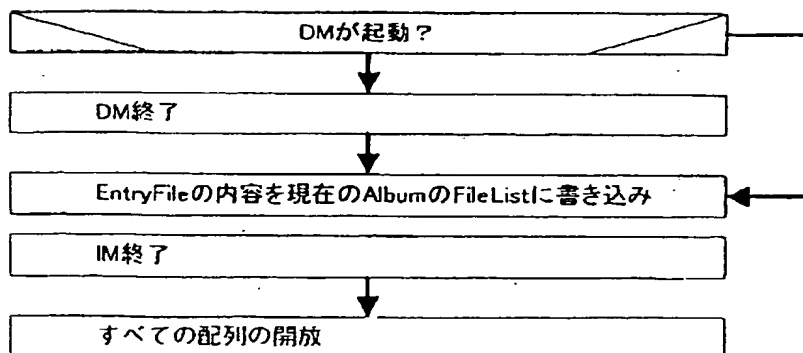 DMが起動？
DM終了
EntryFileの内容を現在のAlbumのFileListに書き込み
IM終了
すべての配列の開放